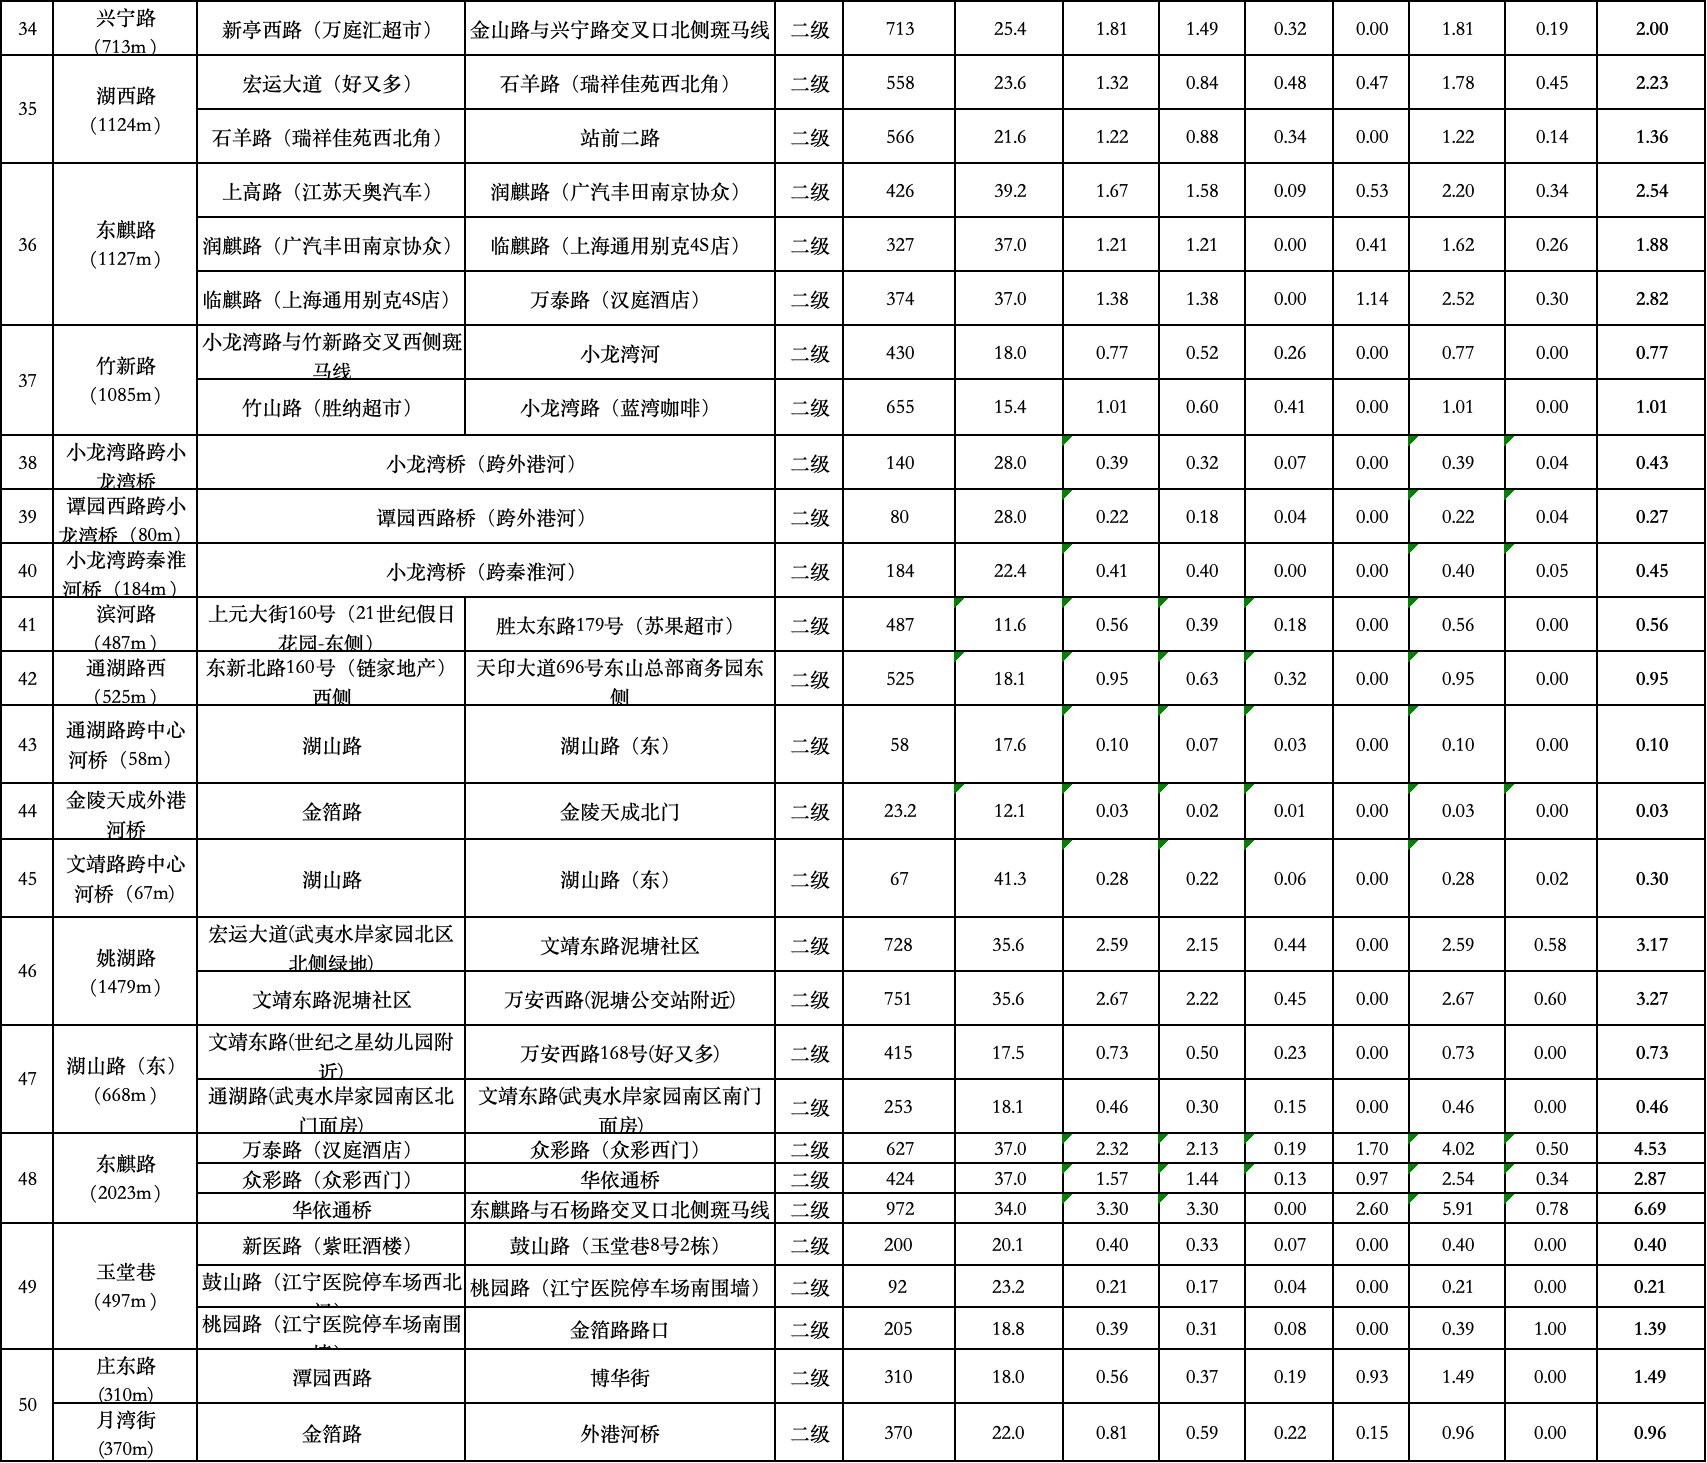 34 兴宁路 新亭西路（万庭汇超市） 金山路与兴宁路交叉口北侧斑马线 二级 713 25.4 1.81 1.49 0.32 0.00 1.81 0.19 2.00
（713m）
35 湖西路 宏运大道（好又多） 石羊路（瑞祥佳苑西北角） 二级 558 23.6 1.32 0.84 0.48 0.47 1.78 0.45 2.23
（1124m） 石羊路（瑞祥佳苑西北角） 站前二路 二级 566 21.6 1.22 0.88 0.34 0.00 1.22 0.14 1.36
36 东麒路 上高路（江苏天奥汽车） 润麒路（广汽丰田南京协众） 二级 426 39.2 1.67 1.58 0.09 0.53 2.20 0.34 2.54
（1127m） 润麒路（广汽丰田南京协众） 临麒路（上海通用别克4S店） 二级 327 37.0 1.21 1.21 0.00 0.41 1.62 0.26 1.88
临麒路（上海通用别克4S店） 万泰路（汉庭酒店） 二级 374 37.0 1.38 1.38 0.00 1.14 2.52 0.30 2.82
37 竹新路 小龙湾路与竹新路交叉西侧斑 小龙湾河 二级 430 18.0 0.77 0.52 0.26 0.00 0.77 0.00 0.77
马线
（1085m） 竹山路（胜纳超市） 小龙湾路（蓝湾咖啡） 二级 655 15.4 1.01 0.60 0.41 0.00 1.01 0.00 1.01
38 小龙湾路跨小 小龙湾桥（跨外港河） 二级 140 28.0 0.39 0.32 0.07 0.00 0.39 0.04 0.43
龙湾桥
39 谭园西路跨小 谭园西路桥（跨外港河） 二级 80 28.0 0.22 0.18 0.04 0.00 0.22 0.04 0.27
龙湾桥（80m）
40 小龙湾跨秦淮 小龙湾桥（跨秦淮河） 二级 184 22.4 0.41 0.40 0.00 0.00 0.40 0.05 0.45
河桥（184m）
41 滨河路 上元大街160号（21世纪假日 胜太东路179号（苏果超市） 二级 487 11.6 0.56 0.39 0.18 0.00 0.56 0.00 0.56
（487m） 花园-东侧）
42 通湖路西 东新北路160号（链家地产） 天印大道696号东山总部商务园东 二级 525 18.1 0.95 0.63 0.32 0.00 0.95 0.00 0.95
（525m） 西侧 侧
43 通湖路跨中心 湖山路 湖山路（东） 二级 58 17.6 0.10 0.07 0.03 0.00 0.10 0.00 0.10
河桥（58m）
44 金陵天成外港 金箔路 金陵天成北门 二级 23.2 12.1 0.03 0.02 0.01 0.00 0.03 0.00 0.03
河桥
45 文靖路跨中心 湖山路 湖山路（东） 二级 67 41.3 0.28 0.22 0.06 0.00 0.28 0.02 0.30
河桥（67m）
46 姚湖路 宏运大道(武夷水岸家园北区 文靖东路泥塘社区 二级 728 35.6 2.59 2.15 0.44 0.00 2.59 0.58 3.17
北侧绿地)
（1479m） 文靖东路泥塘社区 万安西路(泥塘公交站附近) 二级 751 35.6 2.67 2.22 0.45 0.00 2.67 0.60 3.27
47 湖山路（东） 文靖东路(世纪之星幼儿园附 万安西路168号(好又多) 二级 415 17.5 0.73 0.50 0.23 0.00 0.73 0.00 0.73
近)
（668m） 通湖路(武夷水岸家园南区北 文靖东路(武夷水岸家园南区南门 二级 253 18.1 0.46 0.30 0.15 0.00 0.46 0.00 0.46
门面房) 面房)
48 东麒路 万泰路（汉庭酒店） 众彩路（众彩西门） 二级 627 37.0 2.32 2.13 0.19 1.70 4.02 0.50 4.53
（2023m） 众彩路（众彩西门） 华依通桥 二级 424 37.0 1.57 1.44 0.13 0.97 2.54 0.34 2.87
华依通桥 东麒路与石杨路交叉口北侧斑马线 二级 972 34.0 3.30 3.30 0.00 2.60 5.91 0.78 6.69
49 玉堂巷 新医路（紫旺酒楼） 鼓山路（玉堂巷8号2栋） 二级 200 20.1 0.40 0.33 0.07 0.00 0.40 0.00 0.40
（497m） 鼓山路（江宁医院停车场西北 桃园路（江宁医院停车场南围墙） 二级 92 23.2 0.21 0.17 0.04 0.00 0.21 0.00 0.21
桃园路（江宁医院停车场南围 金箔路路口 二级 205 18.8 0.39 0.31 0.08 0.00 0.39 1.00 1.39
50 庄东路 潭园西路 博华街 二级 310 18.0 0.56 0.37 0.19 0.93 1.49 0.00 1.49
(310m)
月湾街 金箔路 外港河桥 二级 370 22.0 0.81 0.59 0.22 0.15 0.96 0.00 0.96
(370m)